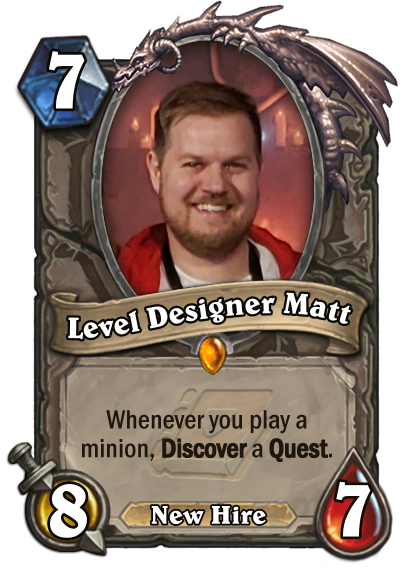 7
Level Designer Matt
Whenever you play a
minion, Discover a Quest.
8
New Hire
7